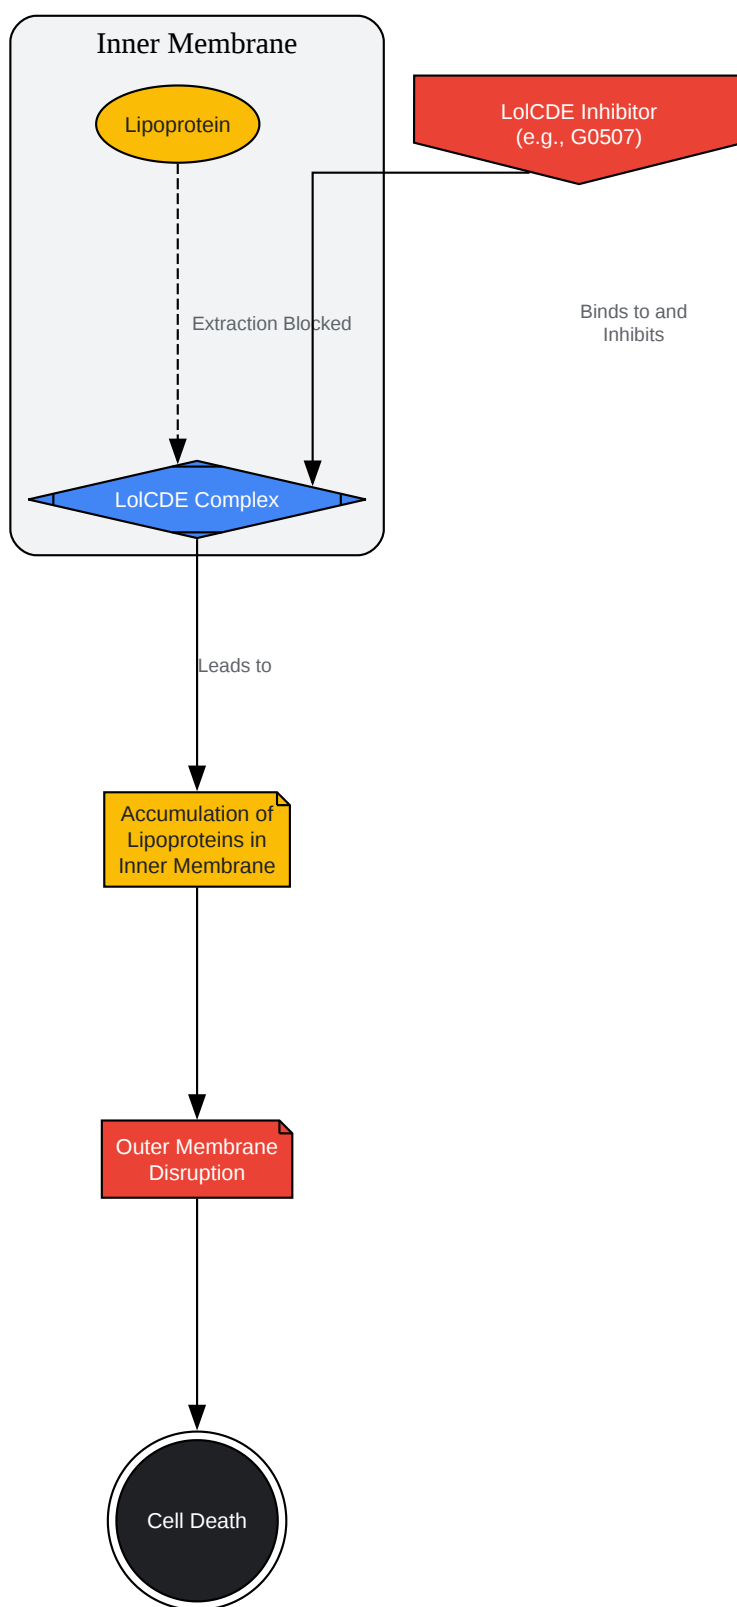 Inner Membrane
Lipoprotein
LolCDE Inhibitor
(e.g., G0507)
Extraction Blocked
Binds to and
Inhibits
LolCDE Complex
Leads to
Accumulation of
Lipoproteins in
Inner Membrane
Outer Membrane
Disruption
Cell Death